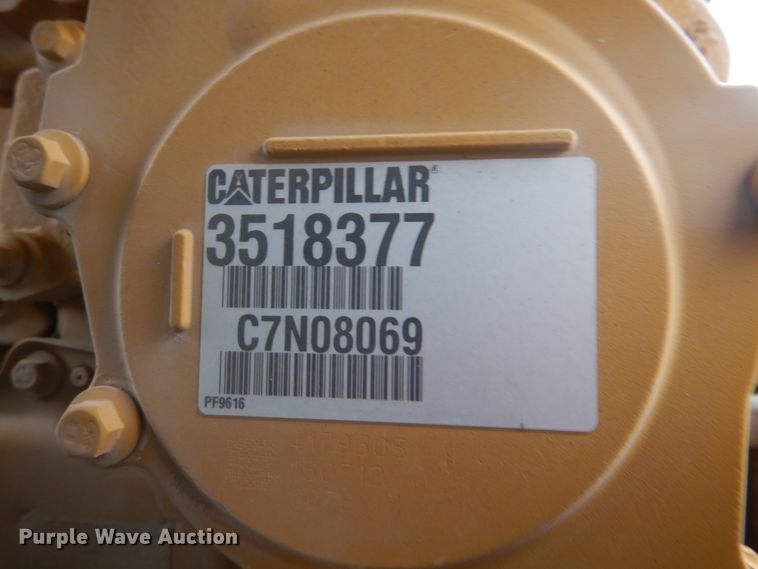 CATERPILLAR®
3518377
C7N08069
PF9616
Purple Wave Auction